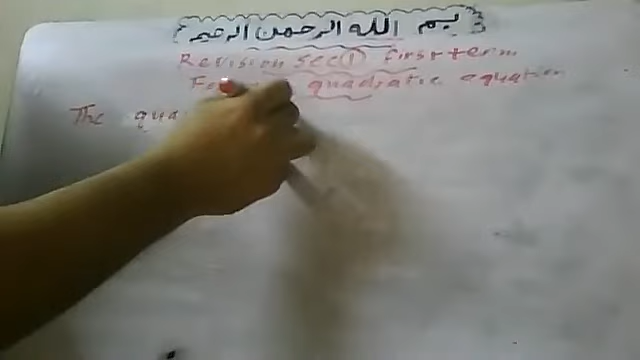 بسم الله الرحمن الرحيم
Revision sec ① first term
quadratic equation
The